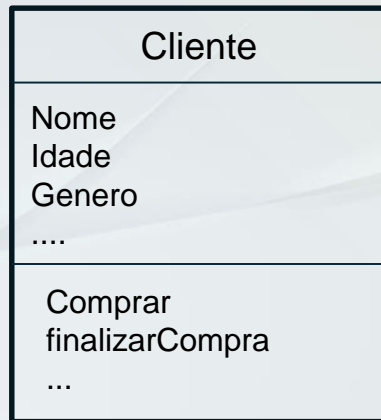 Cliente
Nome
Idade
Genero
....
Comprar
finalizarCompra
...